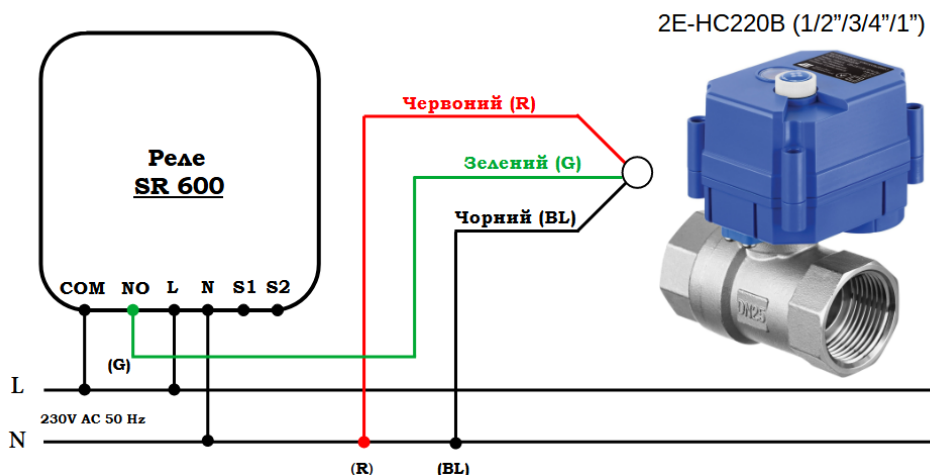 2E-HC220B (1/2”/3/4”/1”)
Червоний (R)
Реле
SR 600
Зелений (G)
Чорний (BL)
COM NO L N S1 S2
(G)
L
230V AC 50 Hz
N
(R) (BL)
DN25